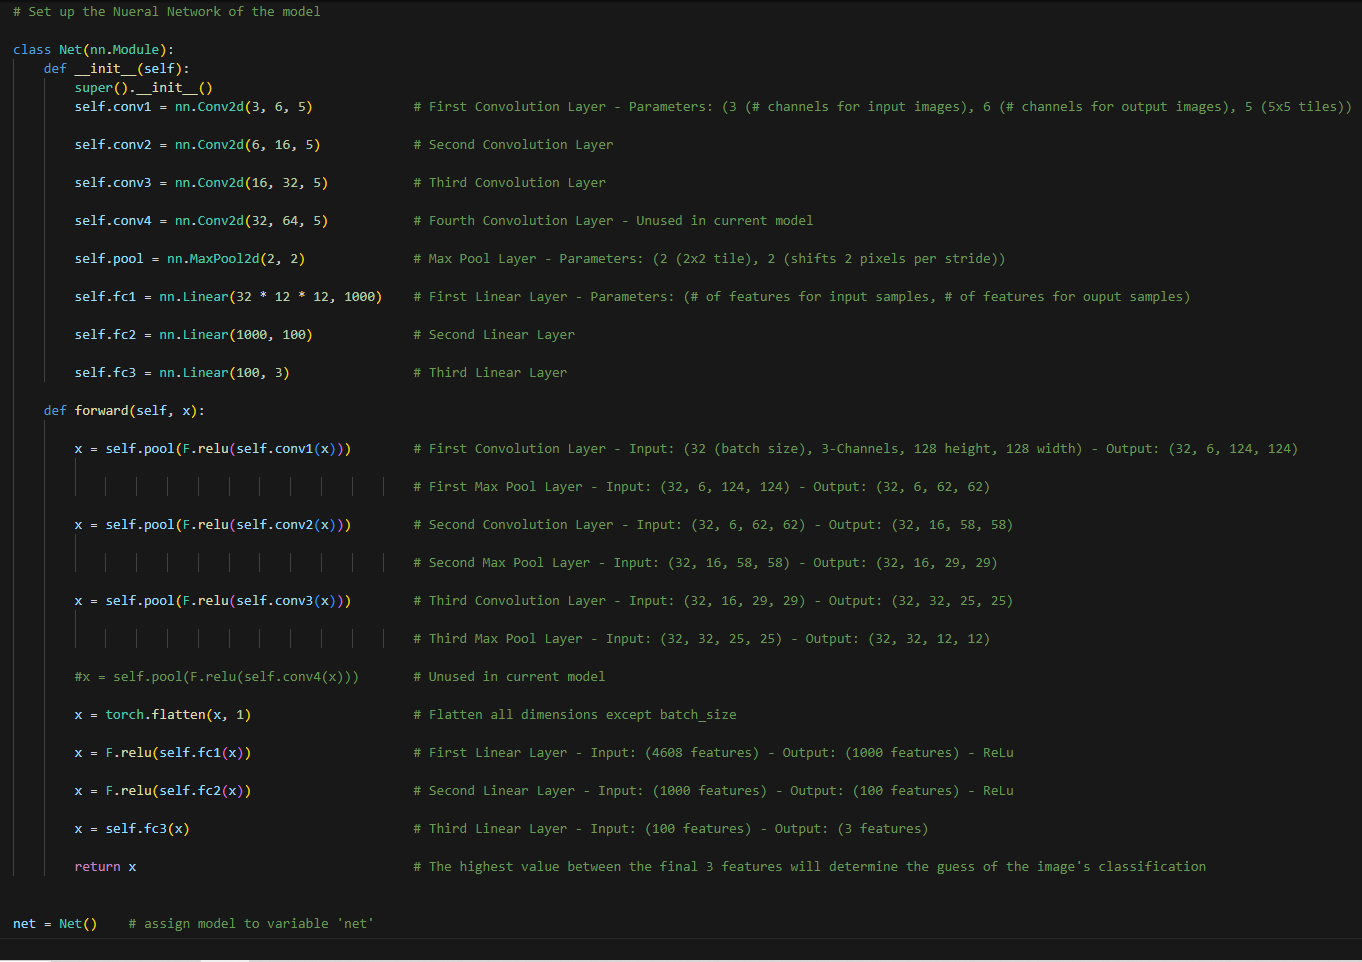 # Set up the Nueral Network of the model
class Net(nn.Module):
def __init__(self):
super().__init__()
self.conv1 = nn.Conv2d(3, 6, 5) # First Convolution Layer - Parameters: (3 (# channels for input images), 6 (# channels for output images), 5 (5x5 tiles))
self.conv2 = nn.Conv2d(6, 16, 5) # Second Convolution Layer
self.conv3 = nn.Conv2d(16, 32, 5) # Third Convolution Layer
self.conv4 = nn.Conv2d(32, 64, 5) # Fourth Convolution Layer - Unused in current model
self.pool = nn.MaxPool2d(2, 2) # Max Pool Layer - Parameters: (2 (2x2 tile), 2 (shifts 2 pixels per stride))
self.fc1 = nn.Linear(32 * 12 * 12, 1000) # First Linear Layer - Parameters: (# of features for input samples, # of features for ouput samples)
self.fc2 = nn.Linear(1000, 100) # Second Linear Layer
self.fc3 = nn.Linear(100, 3) # Third Linear Layer
def forward(self, x):
x = self.pool(F.relu(self.conv1(x))) # First Convolution Layer - Input: (32 (batch size), 3-Channels, 128 height, 128 width) - Output: (32, 6, 124, 124)
# First Max Pool Layer - Input: (32, 6, 124, 124) - Output: (32, 6, 62, 62)
x = self.pool(F.relu(self.conv2(x))) # Second Convolution Layer - Input: (32, 6, 62, 62) - Output: (32, 16, 58, 58)
# Second Max Pool Layer - Input: (32, 16, 58, 58) - Output: (32, 16, 29, 29)
x = self.pool(F.relu(self.conv3(x))) # Third Convolution Layer - Input: (32, 16, 29, 29) - Output: (32, 32, 25, 25)
# Third Max Pool Layer - Input: (32, 32, 25, 25) - Output: (32, 32, 12, 12)
#x = self.pool(F.relu(self.conv4(x))) # Unused in current model
x = torch.flatten(x, 1) # Flatten all dimensions except batch_size
x = F.relu(self.fc1(x)) # First Linear Layer - Input: (4608 features) - Output: (1000 features) - ReLu
x = F.relu(self.fc2(x)) # Second Linear Layer - Input: (1000 features) - Output: (100 features) - ReLu
x = self.fc3(x) # Third Linear Layer - Input: (100 features) - Output: (3 features)
return x # The highest value between the final 3 features will determine the guess of the image's classification
net = Net() # assign model to variable 'net'